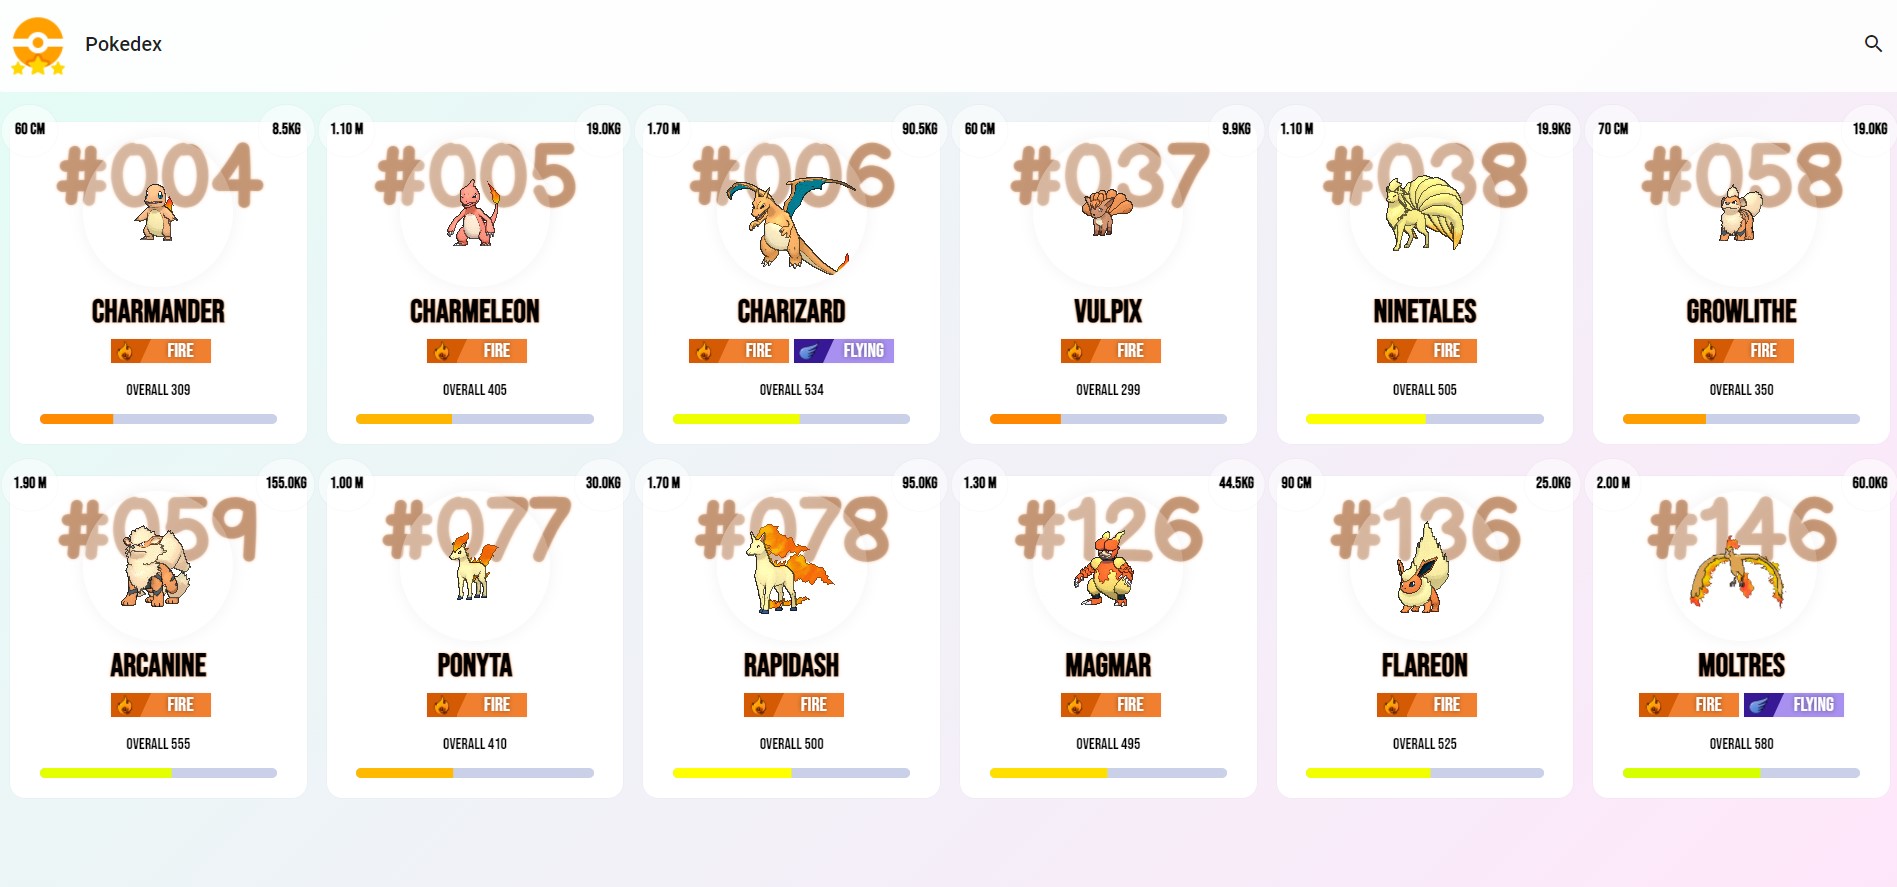 Pokedex
60 CM 8.5KG
#004
CHARMANDER
FIRE
OVERALL 309
1.10 M 19.0KG
#005
CHARMELEON
FIRE
OVERALL 405
1.70 M 90.5KG
#006
CHARIZARD
FIRE FLYING
OVERALL 534
60 CM 9.9KG
#037
VULPIX
FIRE
OVERALL 299
1.10 M 19.9KG
#038
NINETALES
FIRE
OVERALL 505
70 CM 19.0KG
#058
GROWLITHE
FIRE
OVERALL 350
1.90 M 155.0KG
#059
ARCANINE
FIRE
OVERALL 555
1.00 M 30.0KG
#077
PONYTA
FIRE
OVERALL 410
1.70 M 95.0KG
#078
RAPIDASH
FIRE
OVERALL 500
1.30 M 44.5KG
#126
MAGMAR
FIRE
OVERALL 495
90 CM 25.0KG
#136
FLAREON
FIRE
OVERALL 525
2.00 M 60.0KG
#146
MOLTRES
FIRE FLYING
OVERALL 580